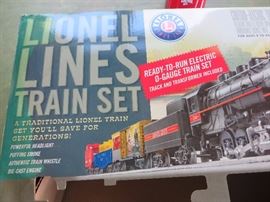 LIONEL
LIONEL
LINES
TRAIN SET
READY-TO-RUN ELECTRIC
O-GAUGE TRAIN SET
TRACK AND TRANSFORMER INCLUDED
A TRADITIONAL LIONEL TRAIN
SET YOU'LL SAVE FOR
GENERATIONS!
POWERFUL HEADLIGHT
PUFFING SMOKE
AUTHENTIC TRAIN WHISTLE
DIE-CAST ENGINE